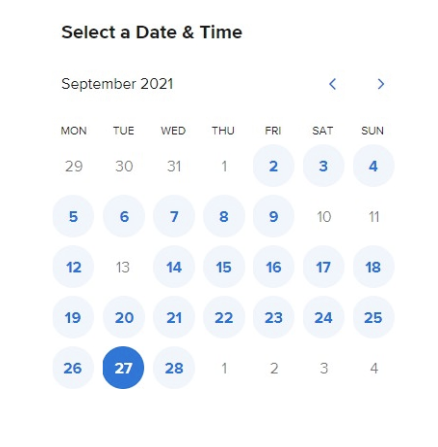 Select a Date & Time
September 2021
MON TUE WED THU FRI SAT SUN
29 30 31 1 2 3 4
5 6 7 8 9 10 11
12 13 14 15 16 17 18
19 20 21 22 23 24 25
26 27 28 1 2 3 4